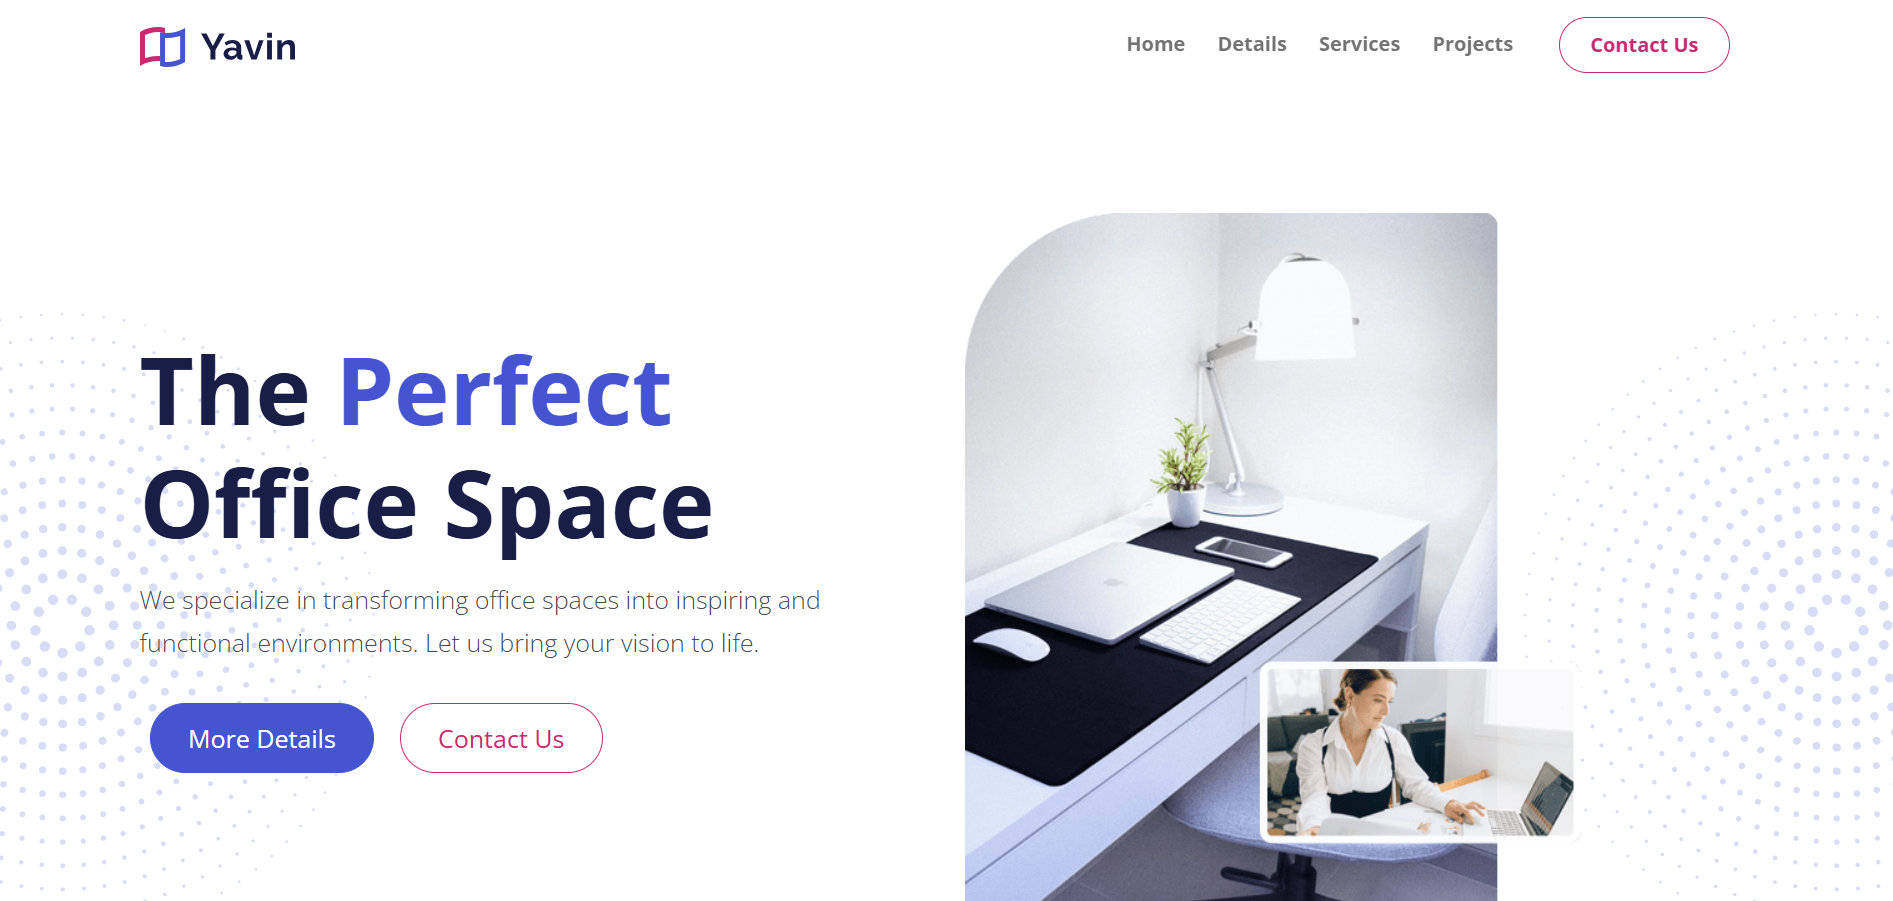 Yavin
Home Details Services Projects Contact Us
The Perfect
Office Space
We specialize in transforming office spaces into inspiring and
functional environments. Let us bring your vision to life.
More Details Contact Us